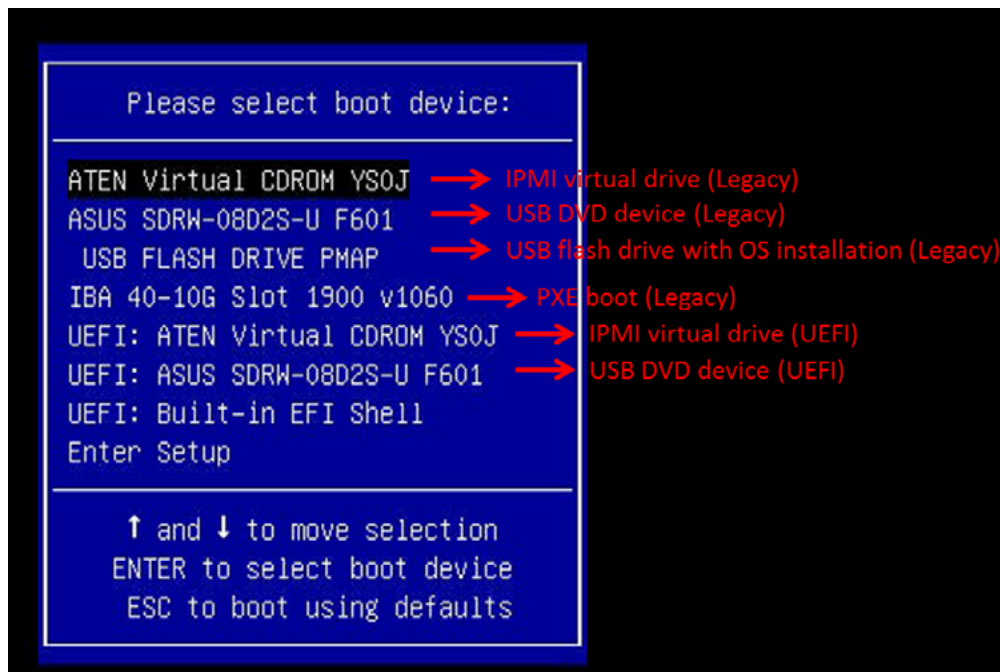 Please select boot device:
ATEN Virtual CDROM YS0J → IPMI virtual drive (Legacy)
ASUS SDRW-08D2S-U F601 → USB DVD device (Legacy)
USB FLASH DRIVE PMAP → USB flash drive with OS installation (Legacy)
IBA 40-10G Slot 1900 v1060 → PXE boot (Legacy)
UEFI: ATEN Virtual CDROM YS0J → IPMI virtual drive (UEFI)
UEFI: ASUS SDRW-08D2S-U F601 → USB DVD device (UEFI)
UEFI: Built-in EFI Shell
Enter Setup
↑ and ↓ to move selection
ENTER to select boot device
ESC to boot using defaults